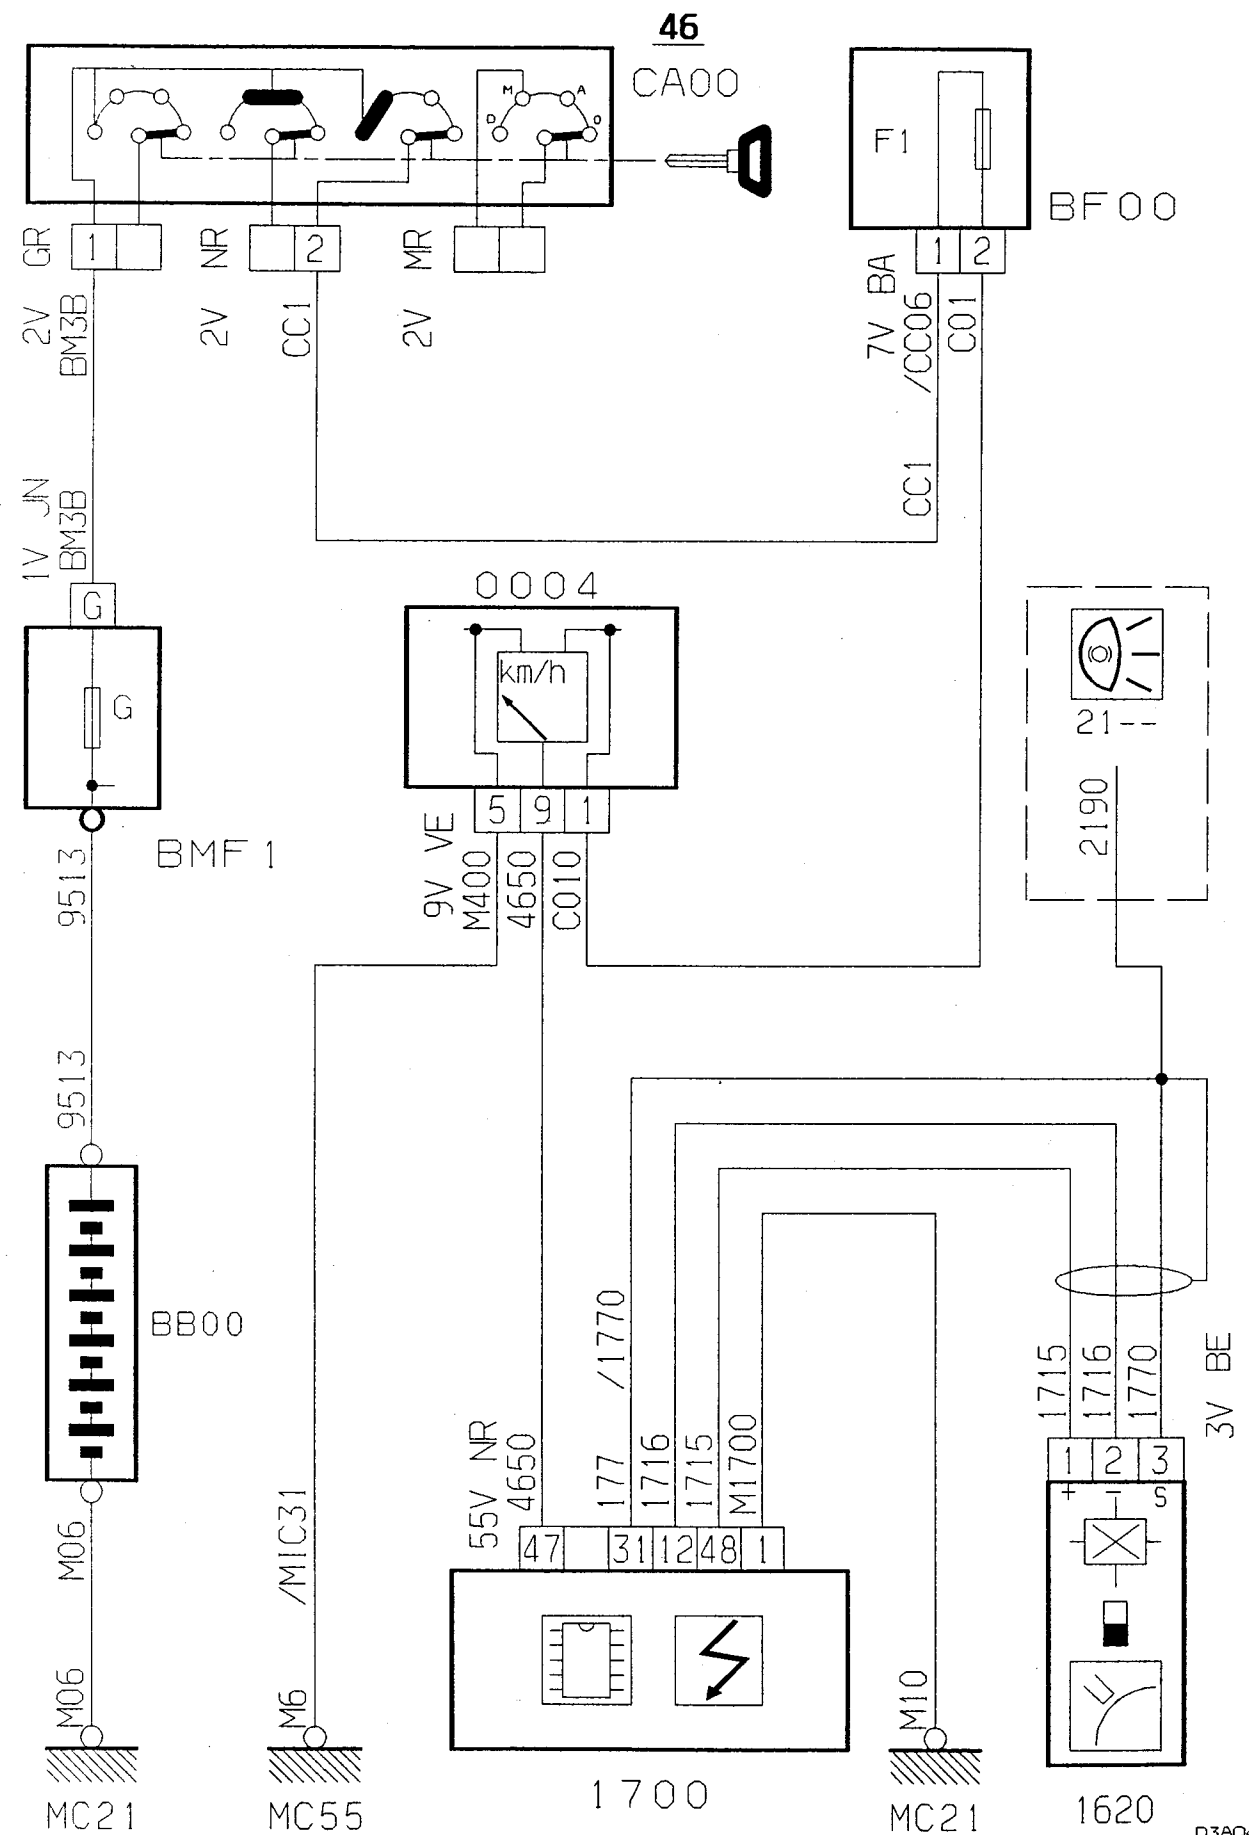 46
CA00
M A
D O
F1
BF00
1
2
1 2
GR
NR
MR
2V
BM3B
2V
CC1
2V
7V BA
/CC06
C01
CC1
1V JN
BM3B
G
G
BMF1
0004
km/h
5 9 1
9V VE
M400
4650
C010
21--
2190
9513
9513
BB00
M06
M06
MC21
/MIC31
M6
MC55
55V NR
4650
177 /1770
1716
1715
M1700
47 31 12 48 1
1700
M10
MC21
1715
1716
1770
3V BE
1 2 3
+ - S
1620